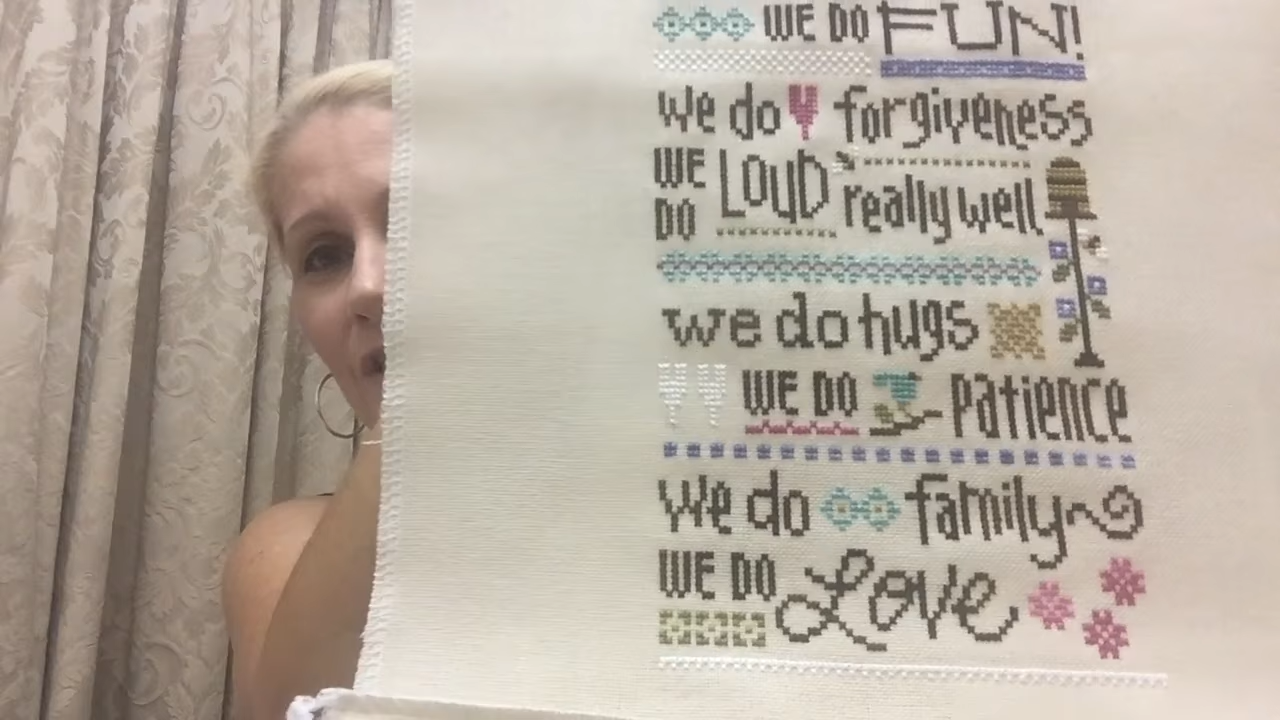 WE DO FUN!
we do forgiveness
WE DO LOUD really well
we do hugs
WE DO Patience
we do family
WE DO Love